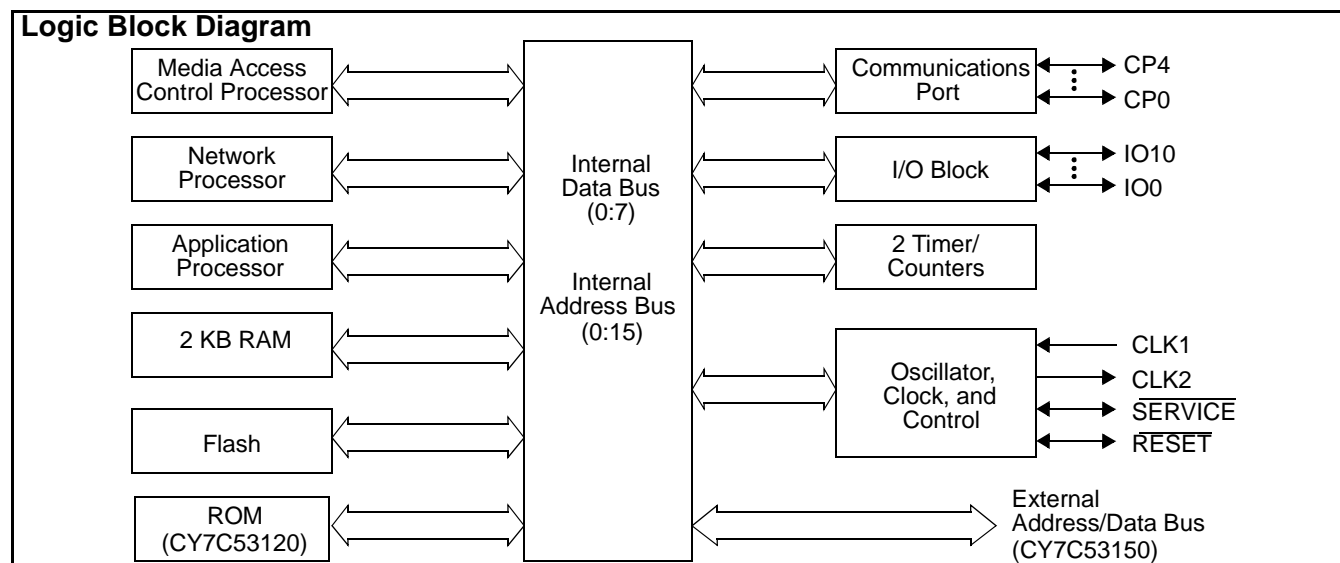 Logic Block Diagram
Media Access
Control Processor
Network
Processor
Application
Processor
2 KB RAM
Flash
ROM
(CY7C53120)
Internal
Data Bus
(0:7)
Internal
Address Bus
(0:15)
Communications
Port
CP4
CP0
I/O Block
IO10
IO0
2 Timer/
Counters
Oscillator,
Clock, and
Control
CLK1
CLK2
SERVICE
RESET
External
Address/Data Bus
(CY7C53150)